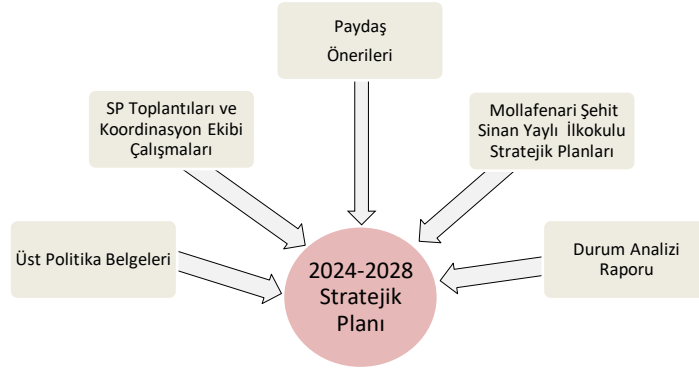 Paydaş
Önerileri
SP Toplantıları ve
Koordinasyon Ekibi
Çalışmaları
Mollafenari Şehit
Sinan Yaylı İlkokulu
Stratejik Planları
Üst Politika Belgeleri
Durum Analizi
Raporu
2024-2028
Stratejik
Planı